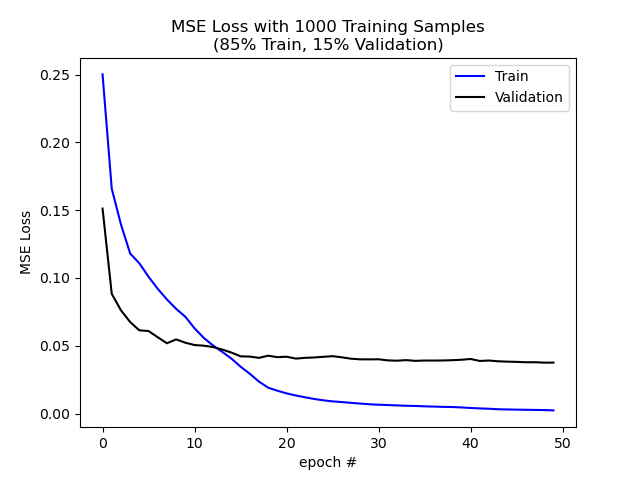 MSE Loss with 1000 Training Samples
(85% Train, 15% Validation)
Train
Validation
MSE Loss
0.25
0.20
0.15
0.10
0.05
0.00
0 10 20 30 40 50
epoch #